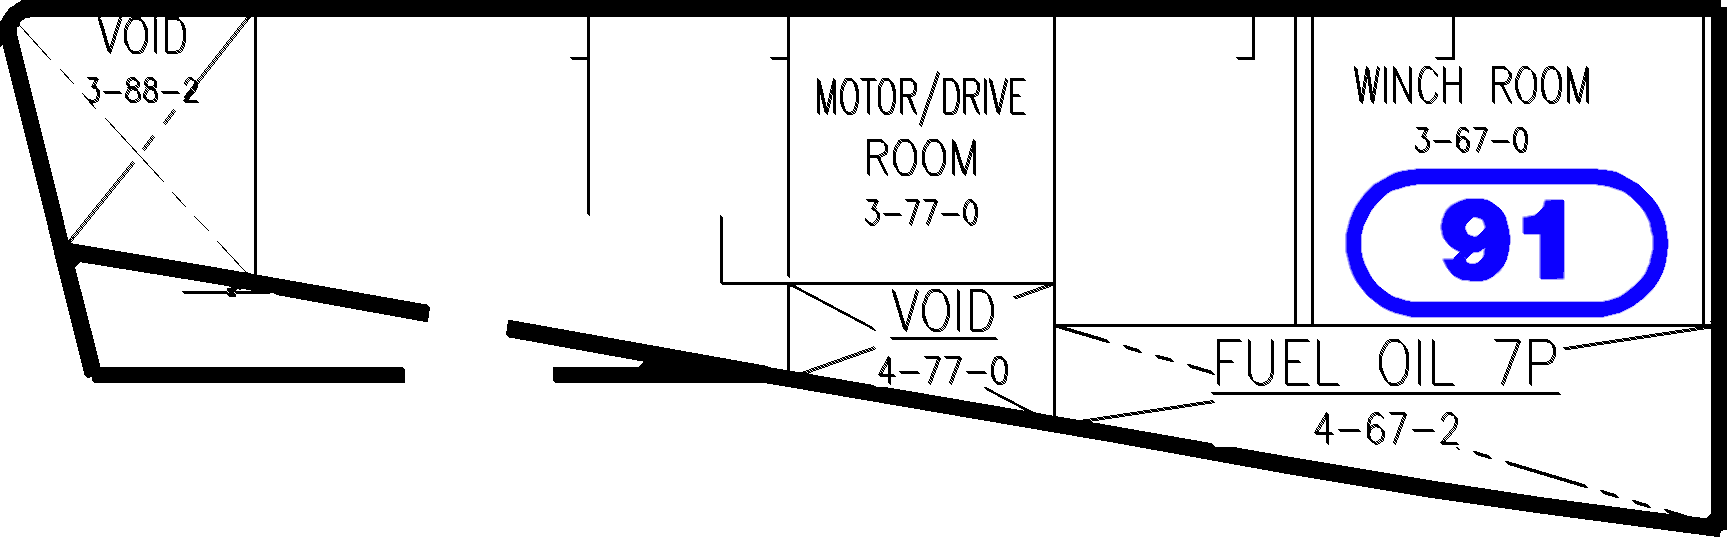 VOID
3-88-2
MOTOR/DRIVE
ROOM
3-77-0
WINCH ROOM
3-67-0
91
VOID
4-77-0
FUEL OIL 7P
4-67-2